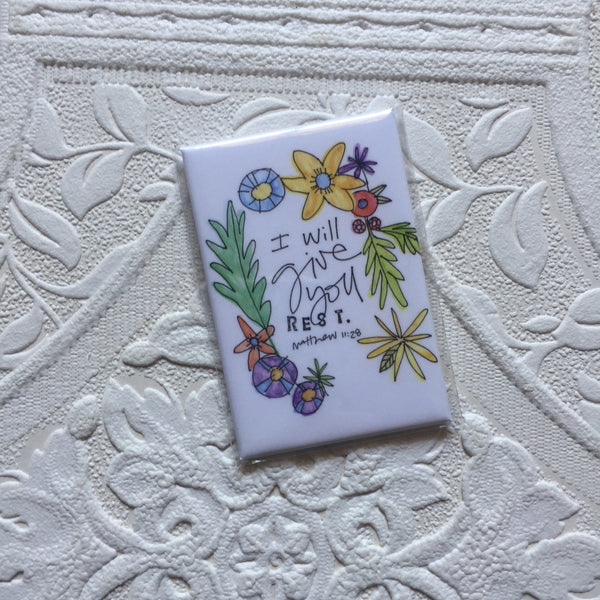 I will
give
you
REST.
matthew 11:28